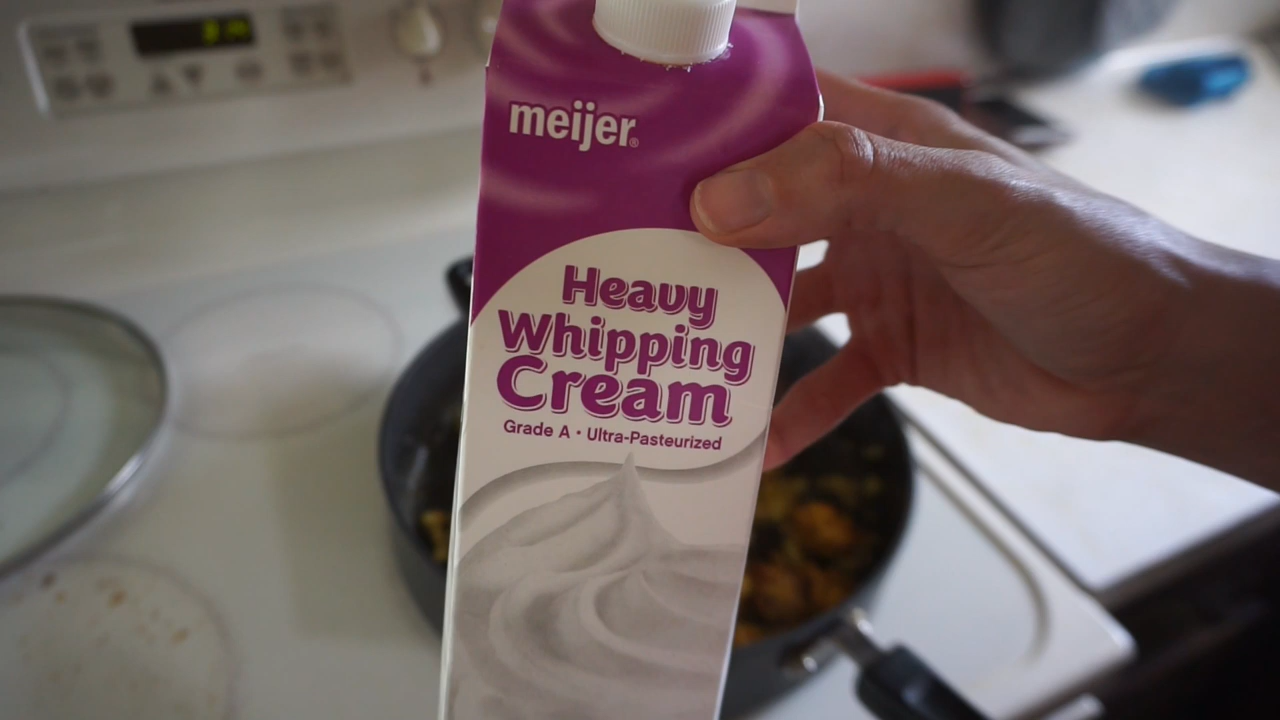 meijer®
Heavy
Whipping
Cream
Grade A • Ultra-Pasteurized